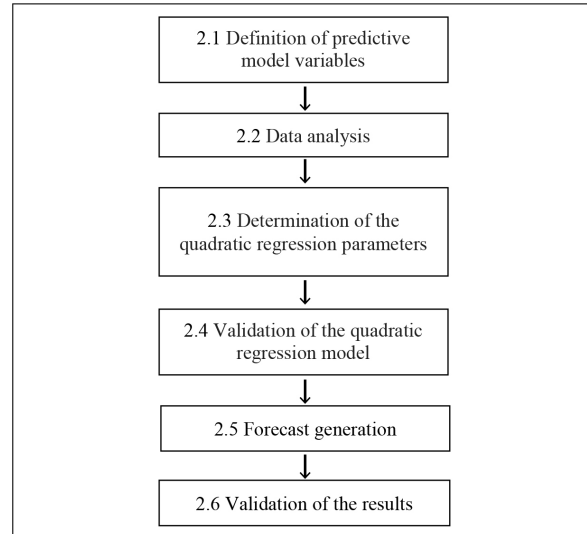 2.1 Definition of predictive
model variables
2.2 Data analysis
2.3 Determination of the
quadratic regression parameters
2.4 Validation of the quadratic
regression model
2.5 Forecast generation
2.6 Validation of the results